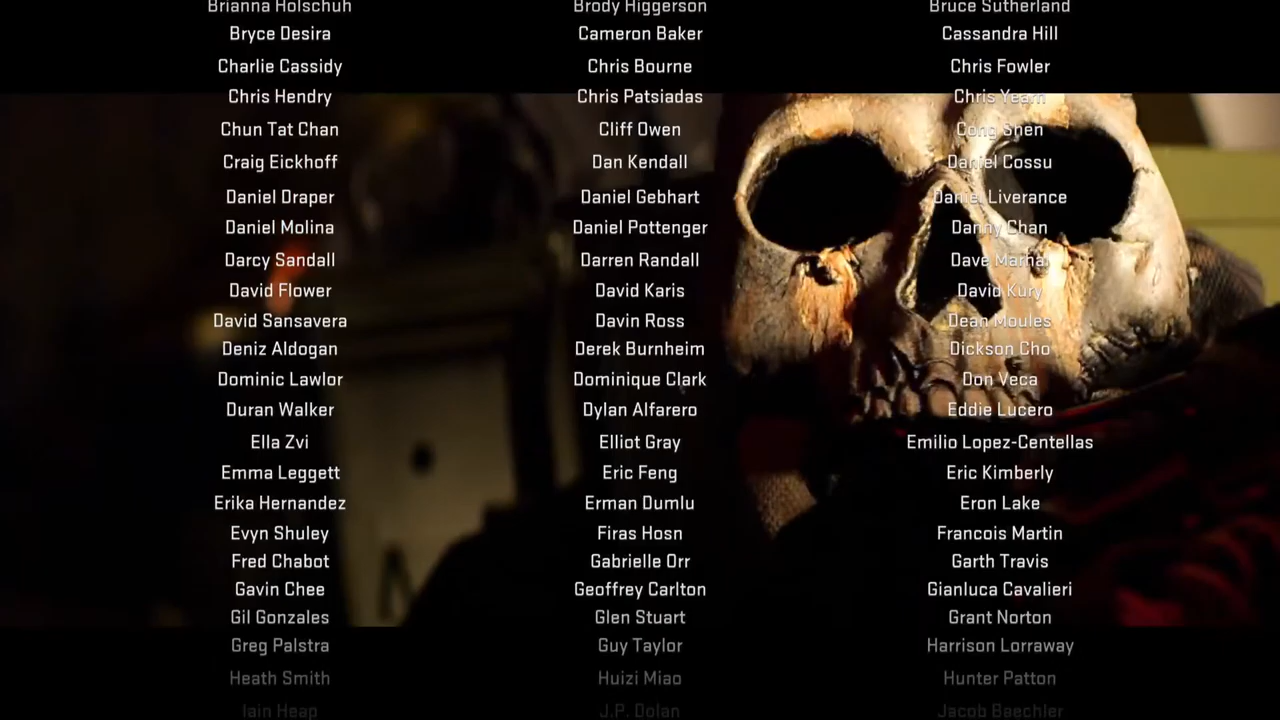 Brianna Holschuh Brody Higgerson Bruce Sutherland
Bryce Desira Cameron Baker Cassandra Hill
Charlie Cassidy Chris Bourne Chris Fowler
Chris Hendry Chris Patsiadas Chris Yeam
Chun Tat Chan Cliff Owen Cong Shen
Craig Eickhoff Dan Kendall Daniel Cossu
Daniel Draper Daniel Gebhart Daniel Liverance
Daniel Molina Daniel Pottenger Danny Chan
Darcy Sandall Darren Randall Dave
David Flower David Karis David Kury
David Sansavera Davin Ross Dean Moules
Deniz Aldogan Derek Burnheim Dickson Cho
Dominic Lawlor Dominique Clark Don Veca
Duran Walker Dylan Alfarero Eddie Lucero
Ella Zvi Elliot Gray Emilio Lopez-Centellas
Emma Leggett Eric Feng Eric Kimberly
Erika Hernandez Erman Dumlu Eron Lake
Evyn Shuley Firas Hosn Francois Martin
Fred Chabot Gabrielle Orr Garth Travis
Gavin Chee Geoffrey Carlton Gianluca Cavalieri
Gil Gonzales Glen Stuart Grant Norton
Greg Palstra Guy Taylor Harrison Lorraway
Heath Smith Huizi Miao Hunter Patton
Iain Heap J.P. Dolan Jacob Baechler